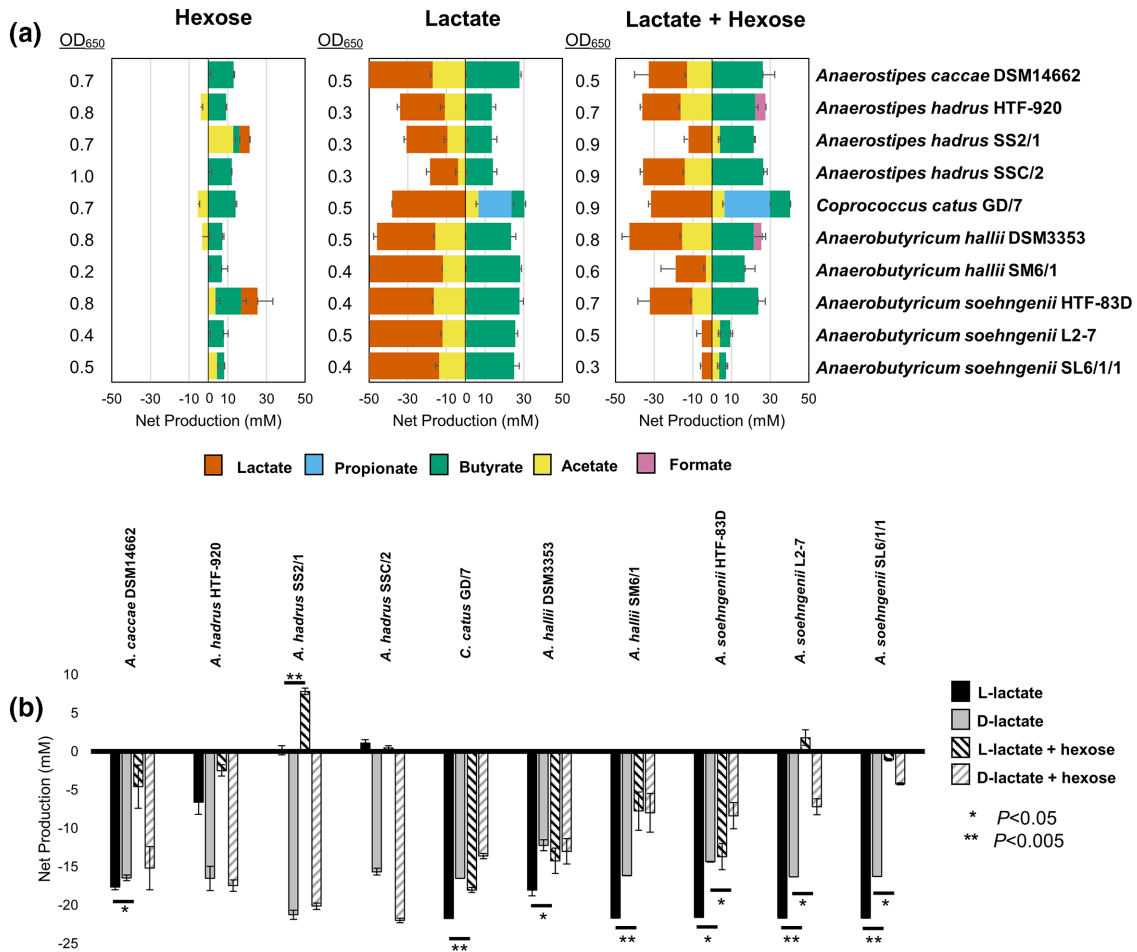 (a)
Hexose
Lactate
Lactate + Hexose
OD650
OD650
OD650
0.7
0.5
0.5
Anaerostipes caccae DSM14662
0.8
0.3
0.7
Anaerostipes hadrus HTF-920
0.7
0.3
0.9
Anaerostipes hadrus SS2/1
1.0
0.3
0.9
Anaerostipes hadrus SSC/2
0.7
0.5
0.9
Coprococcus catus GD/7
0.8
0.5
0.8
Anaerobutyricum hallii DSM3353
0.2
0.4
0.6
Anaerobutyricum hallii SM6/1
0.8
0.4
0.7
Anaerobutyricum soehngenii HTF-83D
0.4
0.5
0.5
Anaerobutyricum soehngenii L2-7
0.5
0.4
0.3
Anaerobutyricum soehngenii SL6/1/1
-50 -30 -10 0 10 30 50
-50 -30 -10 0 10 30 50
-50 -30 -10 0 10 30 50
Net Production (mM)
Net Production (mM)
Net Production (mM)
Lactate
Propionate
Butyrate
Acetate
Formate
A. caccae DSM14662
A. hadrus HTF-920
A. hadrus SS2/1
A. hadrus SSC/2
C. catus GD/7
A. hallii DSM3353
A. hallii SM6/1
A. soehngenii HTF-83D
A. soehngenii L2-7
A. soehngenii SL6/1/1
(b)
Net Production (mM)
10
5
0
-5
-10
-15
-20
-25
**
*
**
*
**
*
*
**
*
**
*
L-lactate
D-lactate
L-lactate + hexose
D-lactate + hexose
* P<0.05
** P<0.005